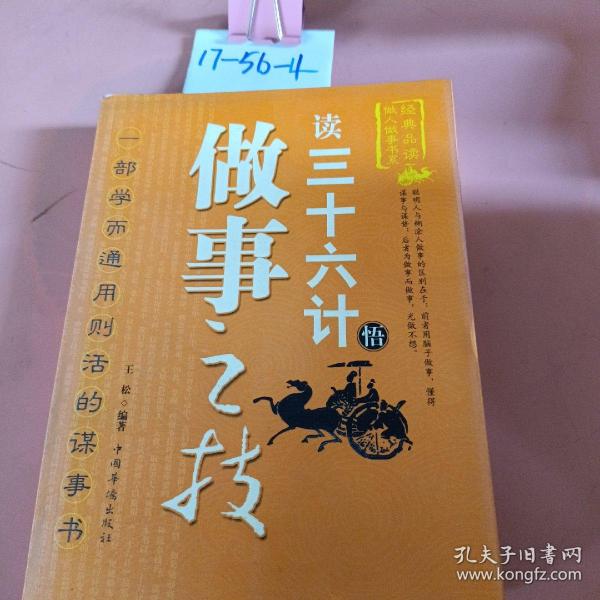 17-56-4
经典品读
做人做事书系
读三十六计
悟
做事之技
聪明人与糊涂人做事的区别在于：前者用脑子做事，懂得
谋事与谋势；后者为做事而做事，光做不想。
一部学而通用则活的谋事书
王松◇编著
中国华侨出版社
孔夫子旧书网
www.kongfz.com